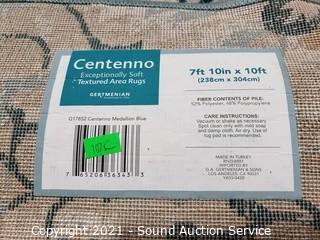 Centenno
Exceptionally Soft
Textured Area Rugs
GERTMENIAN
7ft 10in x 10ft
(238cm x 304cm)
FIBER CONTENTS OF PILE:
52% Polyester, 48% Polypropylene
CARE INSTRUCTIONS:
Vacuum or shake as necessary
Spot clean only with mild soap
and damp cloth. Air dry. Use of
rug pad is recommended.
Q17652 Centenno Medallion Blue
MADE IN TURKEY
IMPORTED BY:
G.A. GERTMENIAN & SONS
LOS ANGELES, CA 90021
Copyright 2021 - Sound Auction Service